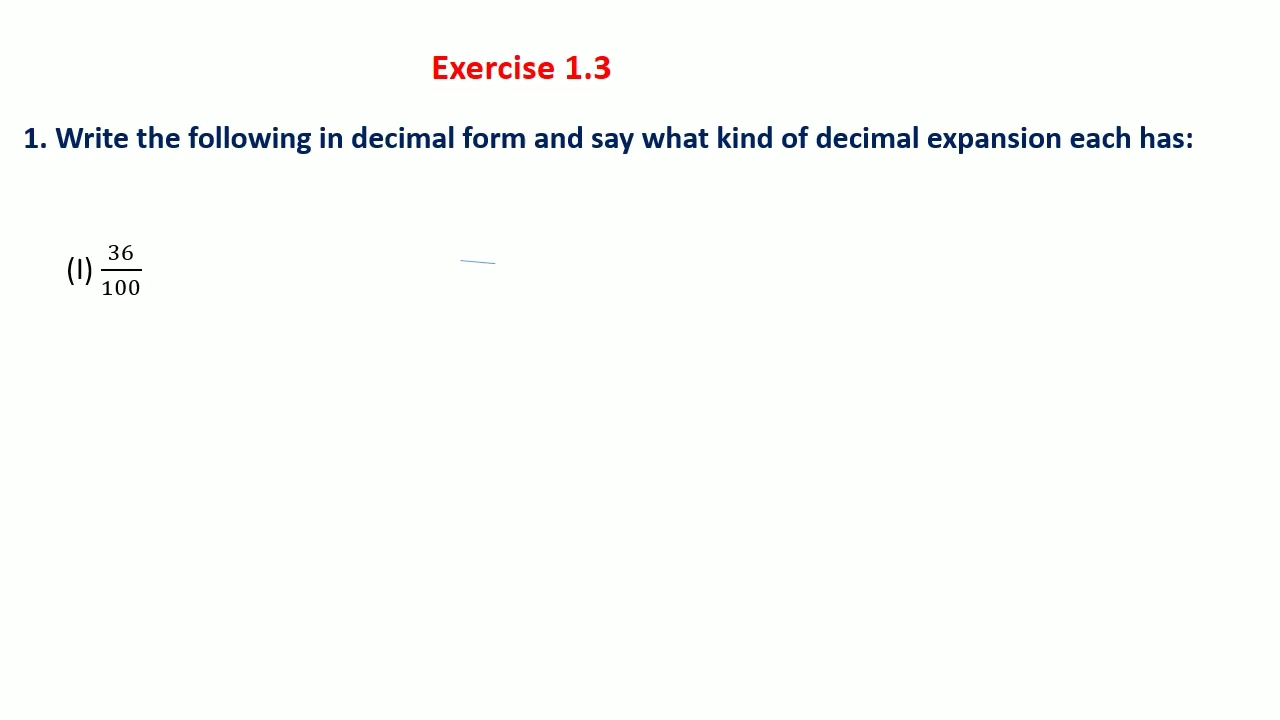 Exercise 1.3
1. Write the following in decimal form and say what kind of decimal expansion each has:
(I) 36/100